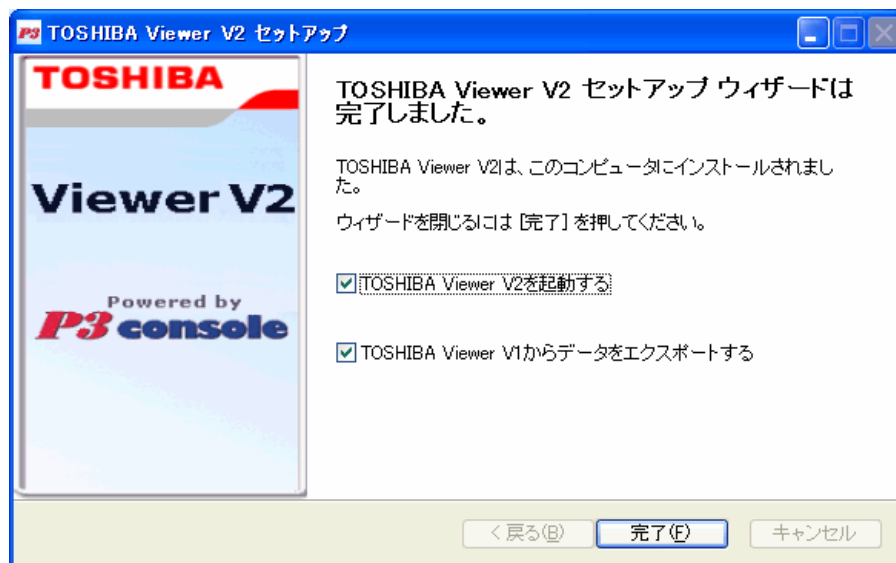 P3 TOSHIBA Viewer V2 セットアップ
TOSHIBA
Viewer V2
Powered by
P3 console
TOSHIBA Viewer V2 セットアップ ウィザードは
完了しました。
TOSHIBA Viewer V2は、このコンピュータにインストールされまし
た。
ウィザードを閉じるには [完了] を押してください。
TOSHIBA Viewer V2を起動する
TOSHIBA Viewer V1からデータをエクスポートする
< 戻る(B)
完了(F)
キャンセル